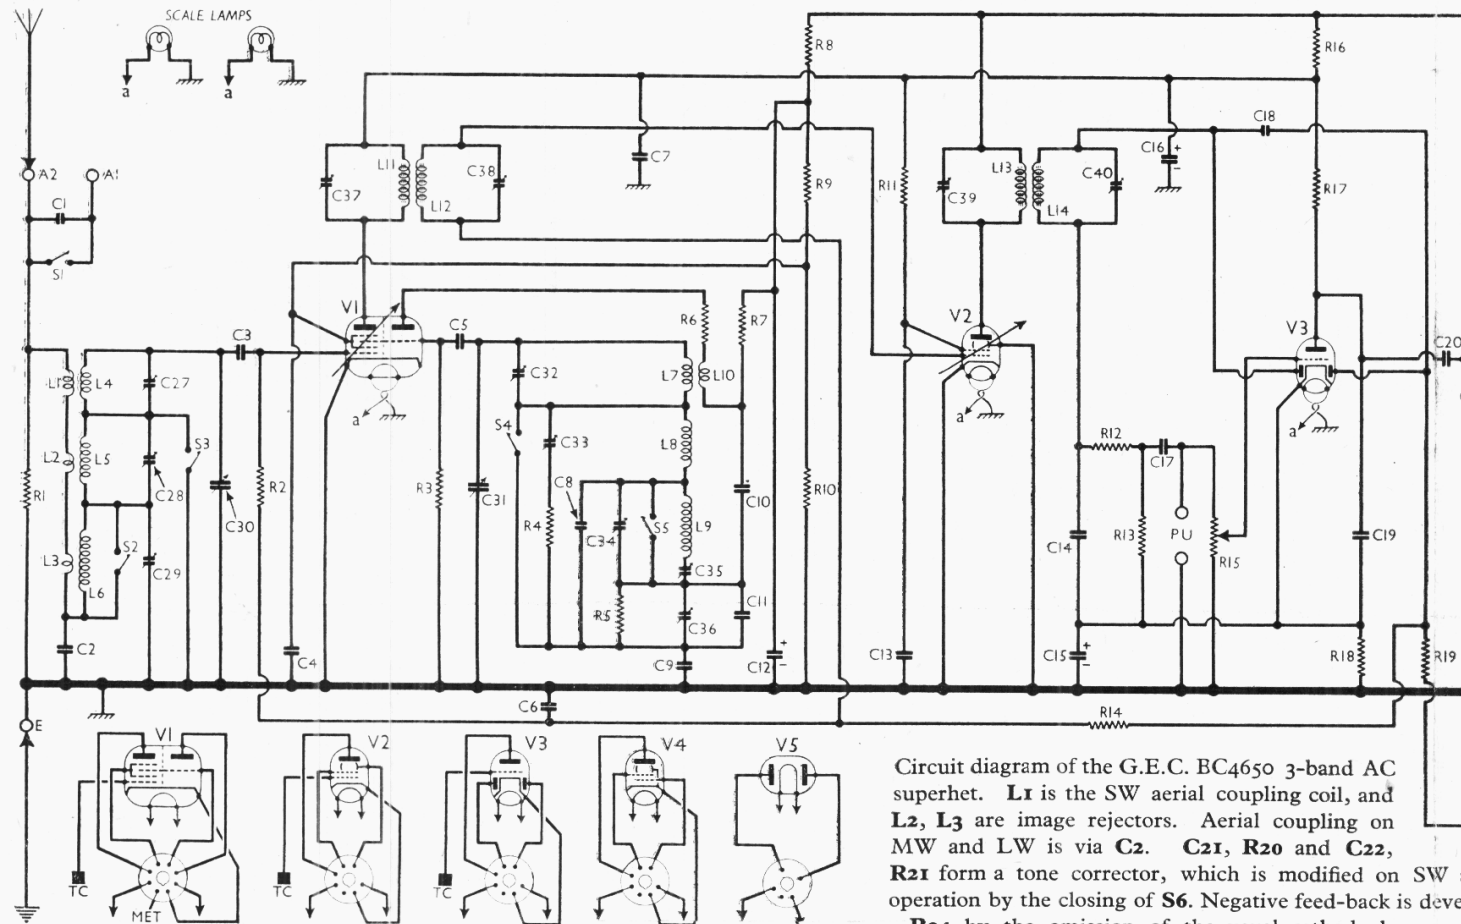 SCALE LAMPS
a
a
R8
R16
C18
C16
+
-
C7
L11
C37
C38
L12
R9
R11
L13
C39
C40
L14
R17
A2
A1
C1
S1
V1
C3
C5
R6
R7
V2
V3
C20
L1
L4
C27
C32
L7
L10
a
a
a
S3
S4
C33
L8
R12
C17
L2
L5
C28
R1
C30
R2
R3
C31
C8
R4
C34
S5
L9
C10
R10
C14
R13
PU
R15
C19
S2
L3
C29
L6
C35
R5
C36
C11
C2
C4
C9
C12
+
-
C13
C15
+
-
R18
R19
E
C6
R14
V1
V2
V3
V4
V5
TC
TC
TC
TC
MET
Circuit diagram of the G.E.C. BC4650 3-band AC
superhet. L1 is the SW aerial coupling coil, and
L2, L3 are image rejectors. Aerial coupling on
MW and LW is via C2. C21, R20 and C22,
R21 form a tone corrector, which is modified on SW
operation by the closing of S6. Negative feed-back is deve